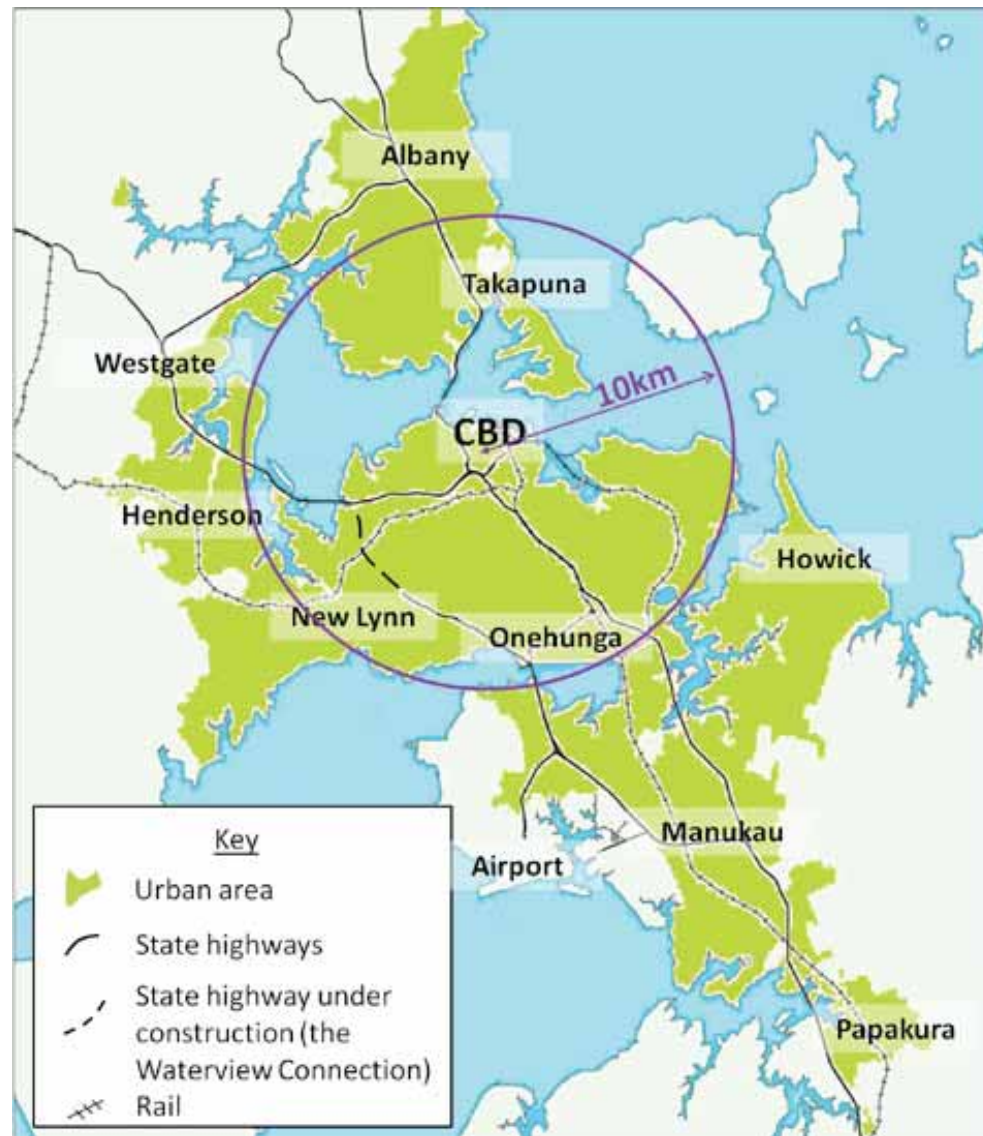 Albany
Takapuna
Westgate
10km
CBD
Henderson
Howick
New Lynn
Onehunga
Manukau
Airport
Papakura
Key
Urban area
State highways
State highway under
construction (the
Waterview Connection)
Rail